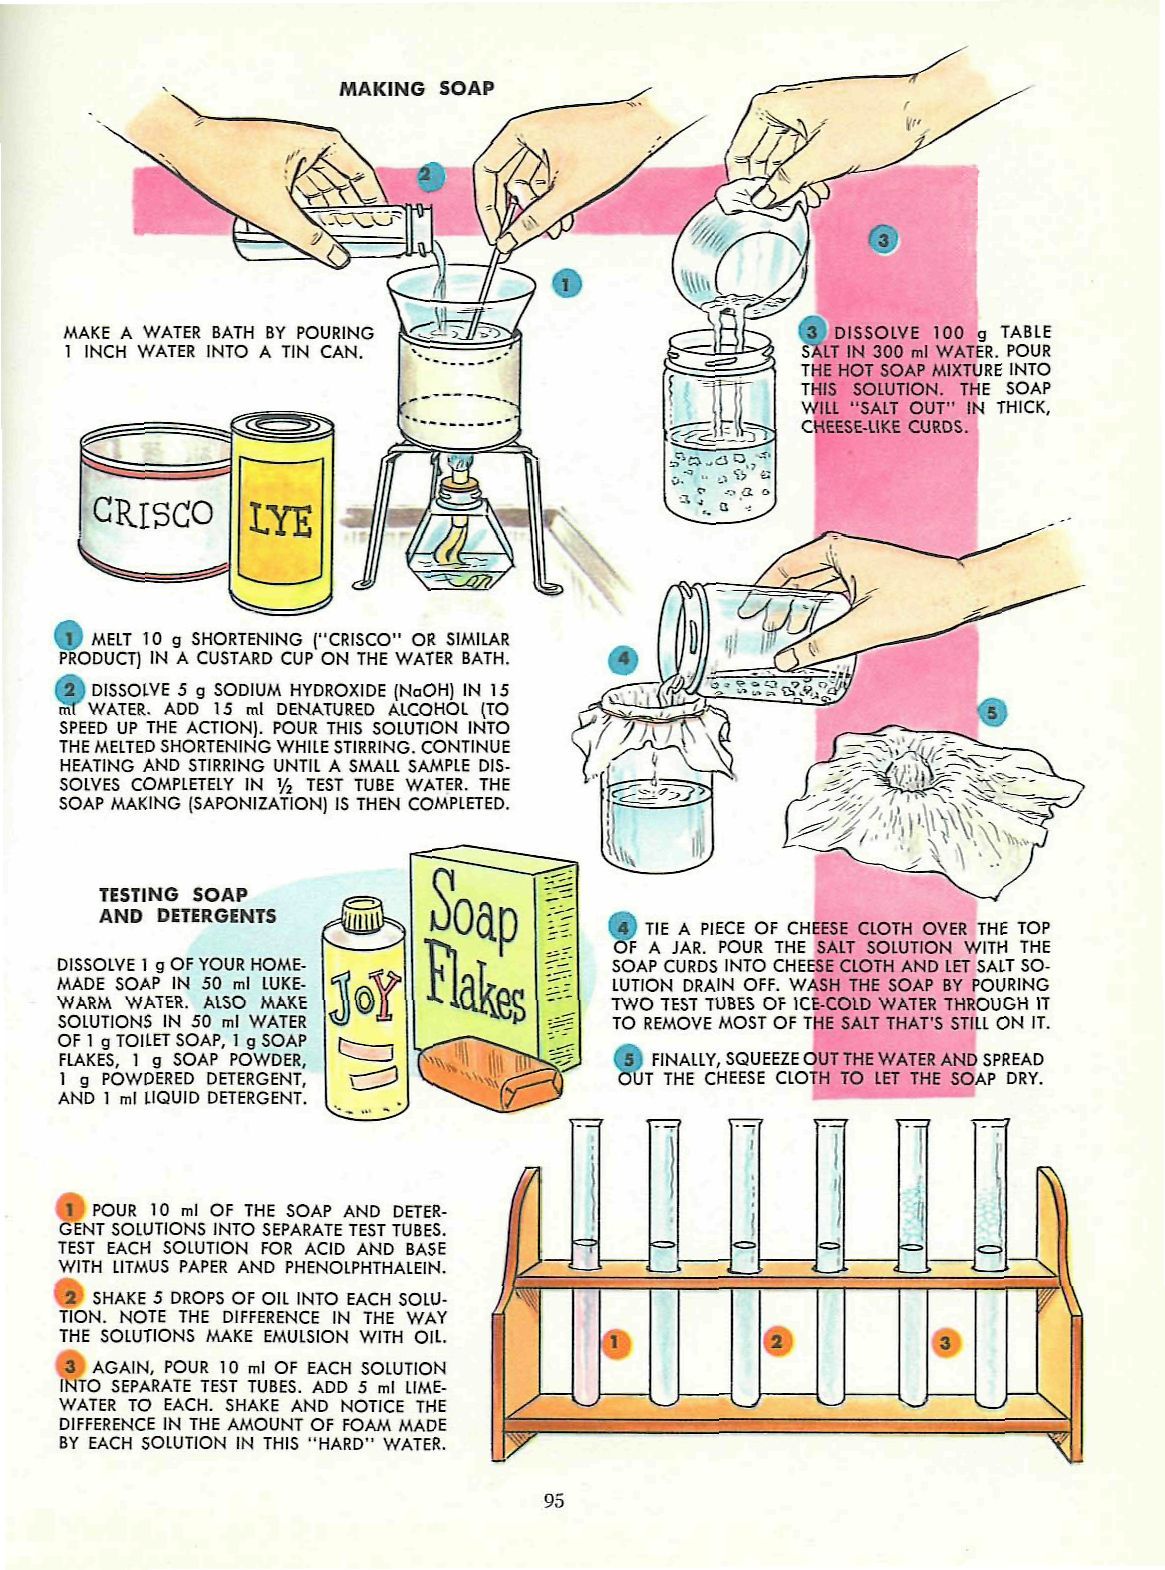 MAKING SOAP
2
1
3
MAKE A WATER BATH BY POURING
1 INCH WATER INTO A TIN CAN.
3 DISSOLVE 100 g TABLE
SALT IN 300 ml WATER. POUR
THE HOT SOAP MIXTURE INTO
THIS SOLUTION. THE SOAP
WILL "SALT OUT" IN THICK,
CHEESE-LIKE CURDS.
CRISCO
LYE
1 MELT 10 g SHORTENING ("CRISCO" OR SIMILAR
PRODUCT) IN A CUSTARD CUP ON THE WATER BATH.
2 DISSOLVE 5 g SODIUM HYDROXIDE (NaOH) IN 15
ml WATER. ADD 15 ml DENATURED ALCOHOL (TO
SPEED UP THE ACTION). POUR THIS SOLUTION INTO
THE MELTED SHORTENING WHILE STIRRING. CONTINUE
HEATING AND STIRRING UNTIL A SMALL SAMPLE DIS-
SOLVES COMPLETELY IN ½ TEST TUBE WATER. THE
SOAP MAKING (SAPONIZATION) IS THEN COMPLETED.
4
5
4 TIE A PIECE OF CHEESE CLOTH OVER THE TOP
OF A JAR. POUR THE SALT SOLUTION WITH THE
SOAP CURDS INTO CHEESE CLOTH AND LET SALT SO-
LUTION DRAIN OFF. WASH THE SOAP BY POURING
TWO TEST TUBES OF ICE-COLD WATER THROUGH IT
TO REMOVE MOST OF THE SALT THAT'S STILL ON IT.
5 FINALLY, SQUEEZE OUT THE WATER AND SPREAD
OUT THE CHEESE CLOTH TO LET THE SOAP DRY.
TESTING SOAP
AND DETERGENTS
DISSOLVE 1 g OF YOUR HOME-
MADE SOAP IN 50 ml LUKE-
WARM WATER. ALSO MAKE
SOLUTIONS IN 50 ml WATER
OF 1 g TOILET SOAP, 1 g SOAP
FLAKES, 1 g SOAP POWDER,
1 g POWDERED DETERGENT,
AND 1 ml LIQUID DETERGENT.
JOY
Soap
Flakes
1 POUR 10 ml OF THE SOAP AND DETER-
GENT SOLUTIONS INTO SEPARATE TEST TUBES.
TEST EACH SOLUTION FOR ACID AND BASE
WITH LITMUS PAPER AND PHENOLPHTHALEIN.
2 SHAKE 5 DROPS OF OIL INTO EACH SOLU-
TION. NOTE THE DIFFERENCE IN THE WAY
THE SOLUTIONS MAKE EMULSION WITH OIL.
3 AGAIN, POUR 10 ml OF EACH SOLUTION
INTO SEPARATE TEST TUBES. ADD 5 ml LIME-
WATER TO EACH. SHAKE AND NOTICE THE
DIFFERENCE IN THE AMOUNT OF FOAM MADE
BY EACH SOLUTION IN THIS "HARD" WATER.
1
2
3
95